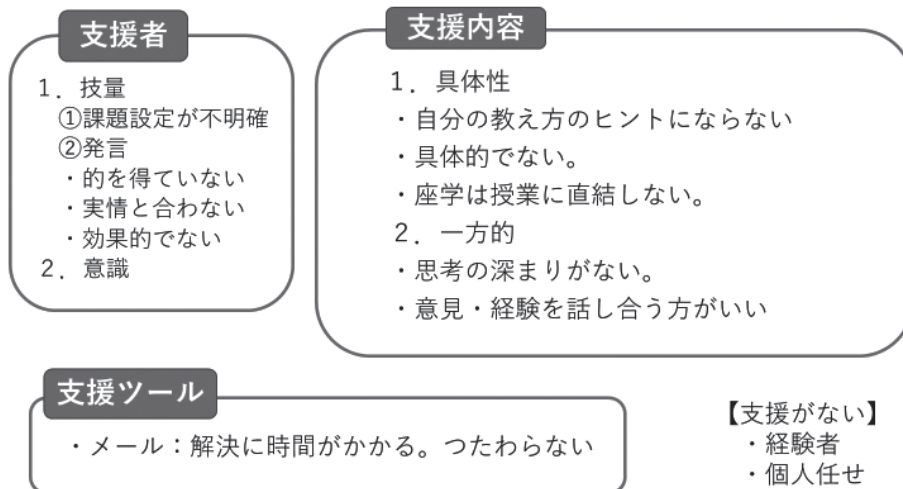 支援者
1．技量
①課題設定が不明確
②発言
・的を得ていない
・実情と合わない
・効果的でない
2．意識
支援内容
1．具体性
・自分の教え方のヒントにならない
・具体的でない。
・座学は授業に直結しない。
2．一方的
・思考の深まりがない。
・意見・経験を話し合う方がいい
支援ツール
・メール：解決に時間がかかる。つたわらない
【支援がない】
・経験者
・個人任せ